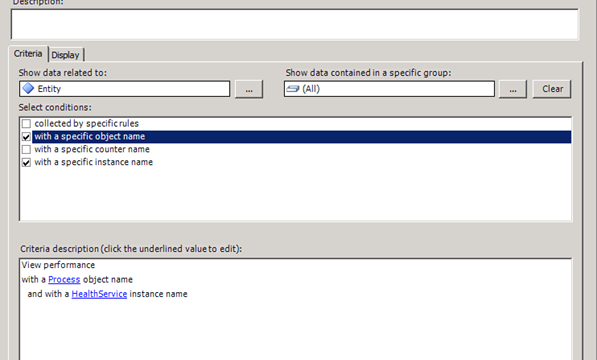 Description:
Criteria Display
Show data related to: Show data contained in a specific group:
Entity ... (All) ... Clear
Select conditions:
collected by specific rules
with a specific object name
with a specific counter name
with a specific instance name
Criteria description (click the underlined value to edit):
View performance
with a Process object name
and with a HealthService instance name